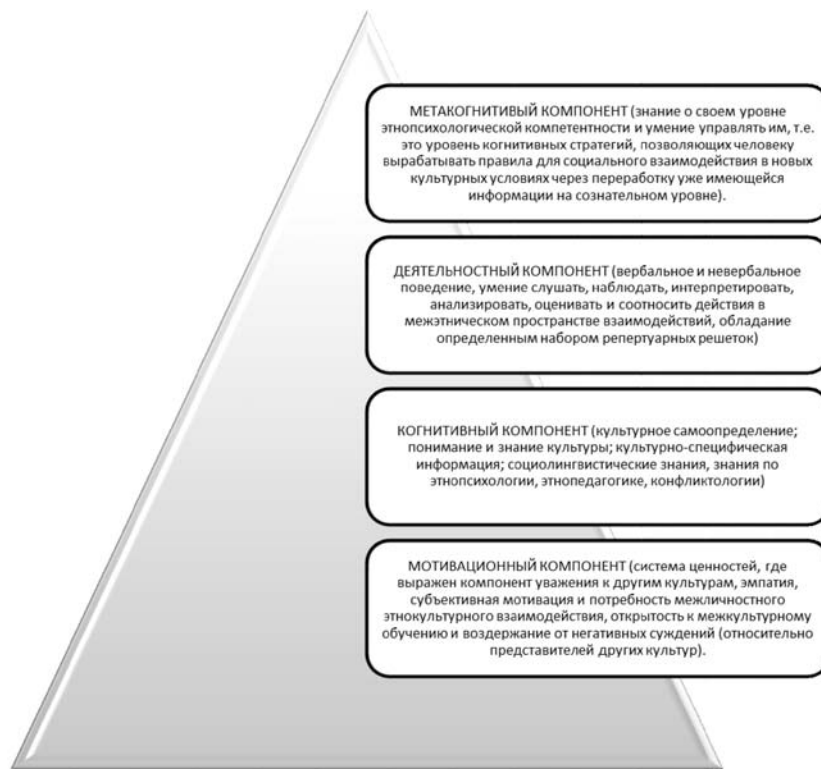 МЕТАКОГНИТИВЫЙ КОМПОНЕНТ (знание о своем уровне
этнопсихологической компетентности и умение управлять им, т.е.
это уровень когнитивных стратегий, позволяющих человеку
вырабатывать правила для социального взаимодействия в новых
культурных условиях через переработку уже имеющейся
информации на сознательном уровне).
ДЕЯТЕЛЬНОСТНЫЙ КОМПОНЕНТ (вербальное и невербальное
поведение, умение слушать, наблюдать, интерпретировать,
анализировать, оценивать и соотносить действия в
межэтническом пространстве взаимодействий, обладание
определенным набором репертуарных решеток)
КОГНИТИВНЫЙ КОМПОНЕНТ (культурное самоопределение;
понимание и знание культуры; культурно-специфическая
информация; социолингвистические знания, знания по
этнопсихологии, этнопедагогике, конфликтологии)
МОТИВАЦИОННЫЙ КОМПОНЕНТ (система ценностей, где
выражен компонент уважения к другим культурам, эмпатия,
субъективная мотивация и потребность межличностного
этнокультурного взаимодействия, открытость к межкультурному
обучению и воздержание от негативных суждений (относительно
представителей других культур).